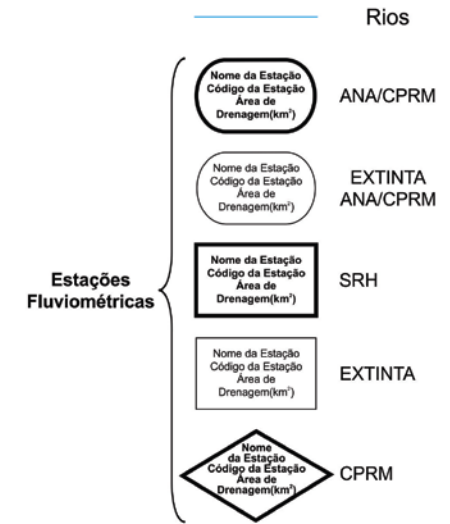 Rios
Nome da Estação
Código da Estação
Área de
Drenagem(km²)
ANA/CPRM
Nome da Estação
Código da Estação
Área de
Drenagem(km²)
EXTINTA
ANA/CPRM
Estações
Fluviométricas
Nome da Estação
Código da Estação
Área de
Drenagem(km²)
SRH
Nome da Estação
Código da Estação
Área de
Drenagem(km²)
EXTINTA
Nome
da Estação
Código da Estação
Área de
Drenagem(km²)
CPRM